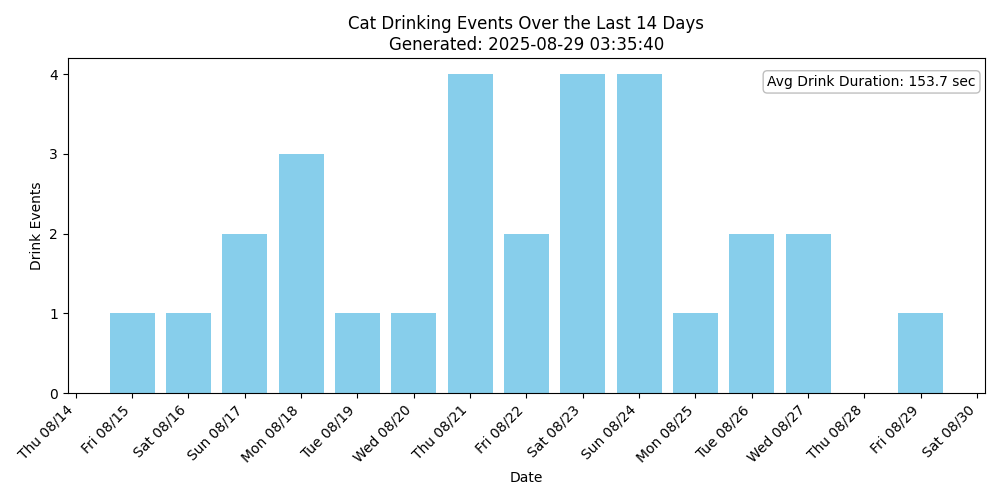 Cat Drinking Events Over the Last 14 Days
Generated: 2025-08-29 03:35:40
Avg Drink Duration: 153.7 sec
Drink Events
4
3
2
1
0
Thu 08/14
Fri 08/15
Sat 08/16
Sun 08/17
Mon 08/18
Tue 08/19
Wed 08/20
Thu 08/21
Fri 08/22
Sat 08/23
Sun 08/24
Mon 08/25
Tue 08/26
Wed 08/27
Thu 08/28
Fri 08/29
Sat 08/30
Date